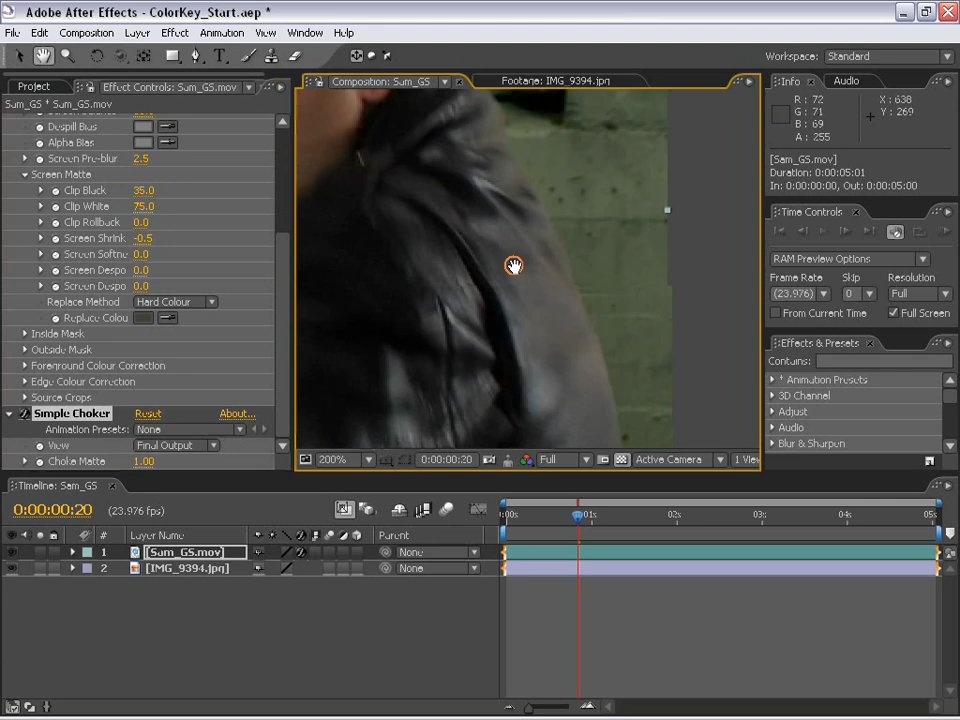 Adobe After Effects - ColorKey_Start.aep *
File Edit Composition Layer Effect Animation View Window Help
Workspace: Standard
Project Effect Controls: Sam_GS.mov
Composition: Sam_GS
Footage: IMG_9394.jpg
Info Audio
Sam_GS * Sam_GS.mov
R: 72 X: 638
G: 71 Y: 269
B: 69
A: 255
Despill Bias
Alpha Bias
Screen Pre-blur 2.5
Screen Matte
Clip Black 35.0
Clip White 75.0
Clip Rollback 0.0
Screen Shrink -0.5
Screen Softne 0.0
Screen Despo 0.0
Screen Despo 0.0
Replace Method Hard Colour
Replace Colou
Inside Mask
Outside Mask
Foreground Colour Correction
Edge Colour Correction
Source Crops
Simple Choker Reset About...
Animation Presets: None
View Final Output
Choke Matte 1.00
[Sam_GS.mov]
Duration: 0:00:05:01
In: 0:00:00:00, Out: 0:00:05:00
Time Controls
RAM Preview Options
Frame Rate Skip Resolution
(23.976) 0 Full
From Current Time Full Screen
Effects & Presets
Contains:
* Animation Presets
3D Channel
Adjust
Audio
Blur & Sharpen
200% 0:00:00:20 Full Active Camera 1 Vie
Timeline: Sam_GS
0:00:00:20 (23.976 fps)
:00s 01s 02s 03s 04s 05s
# Layer Name Parent
1 [Sam_GS.mov] None
2 [IMG_9394.jpg] None